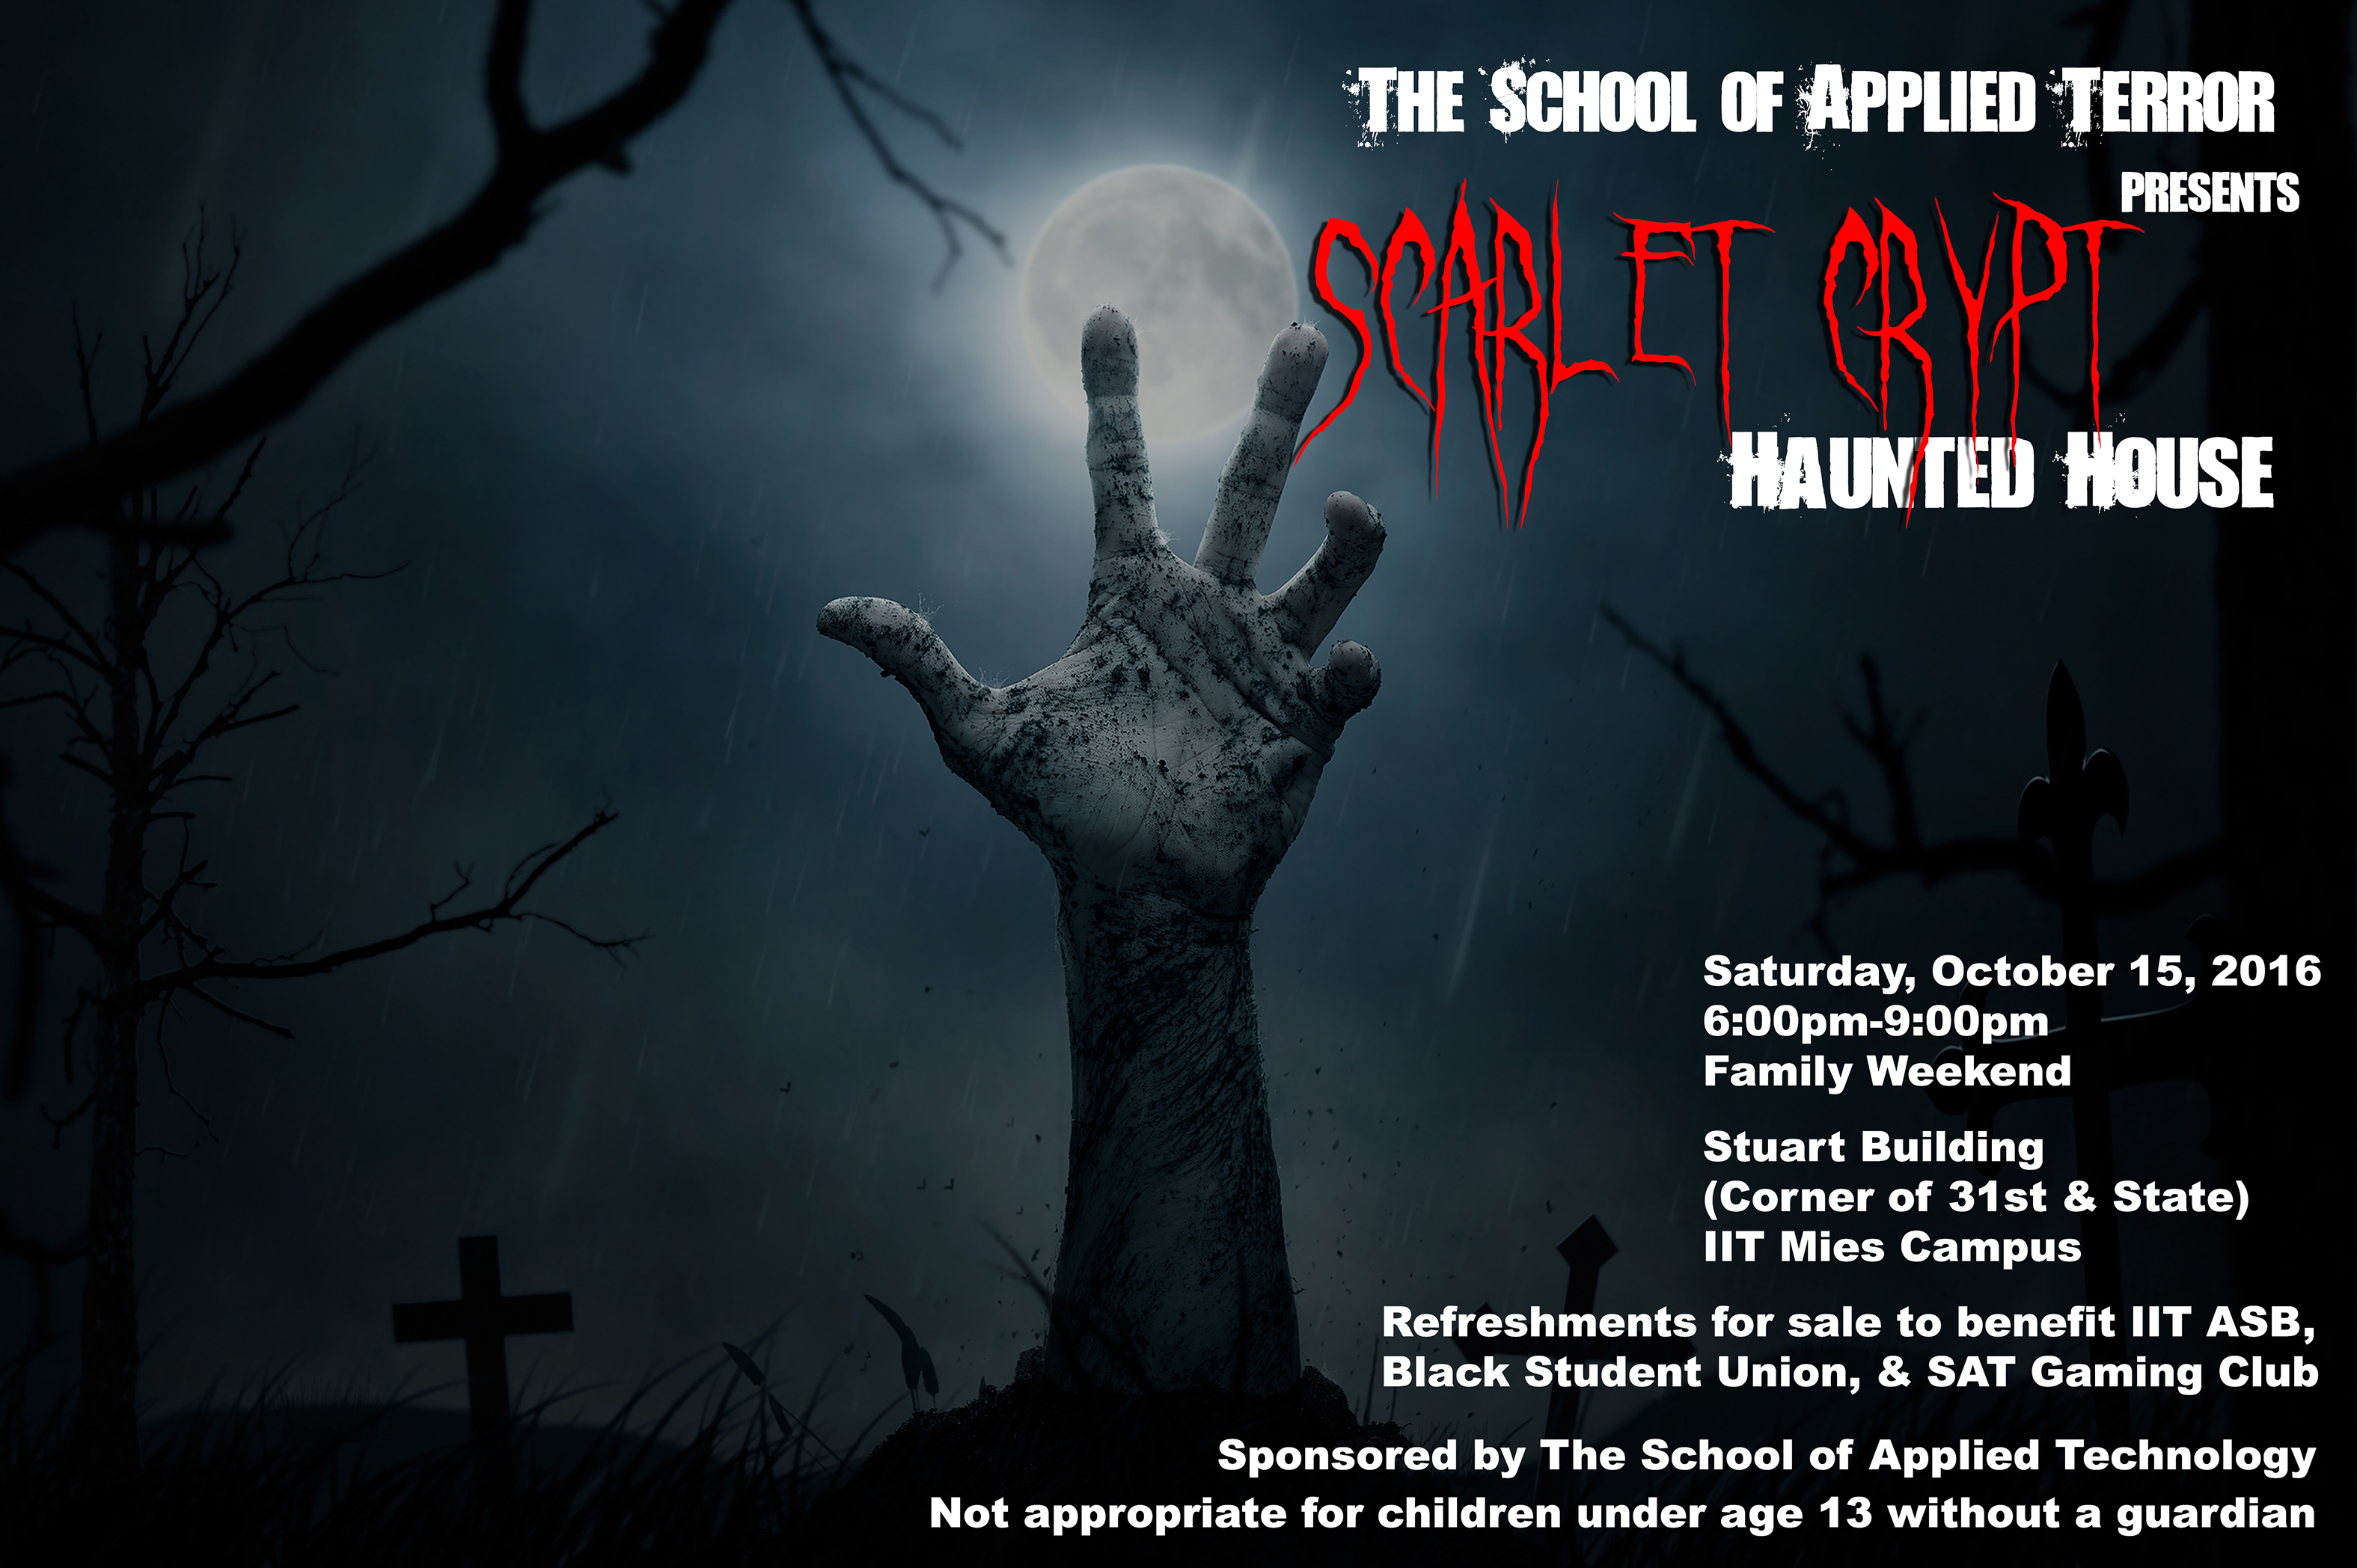 The School of Applied Terror
PRESENTS
SCARLET CRYPT
Haunted House
Saturday, October 15, 2016
6:00pm-9:00pm
Family Weekend
Stuart Building
(Corner of 31st & State)
IIT Mies Campus
Refreshments for sale to benefit IIT ASB,
Black Student Union, & SAT Gaming Club
Sponsored by The School of Applied Technology
Not appropriate for children under age 13 without a guardian